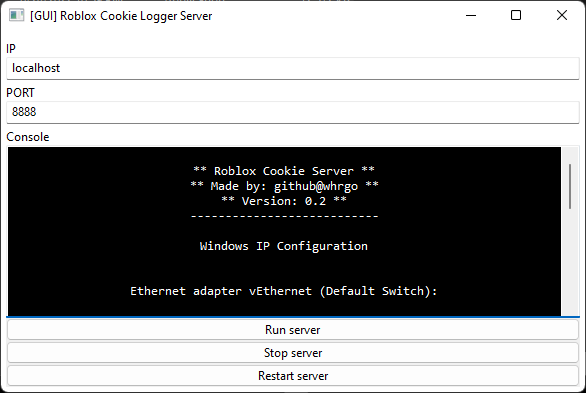 [GUI] Roblox Cookie Logger Server
IP
localhost
PORT
8888
Console
** Roblox Cookie Server **
** Made by: github@whrgo **
** Version: 0.2 **
---------------------------
Windows IP Configuration
Ethernet adapter vEthernet (Default Switch):
Run server
Stop server
Restart server